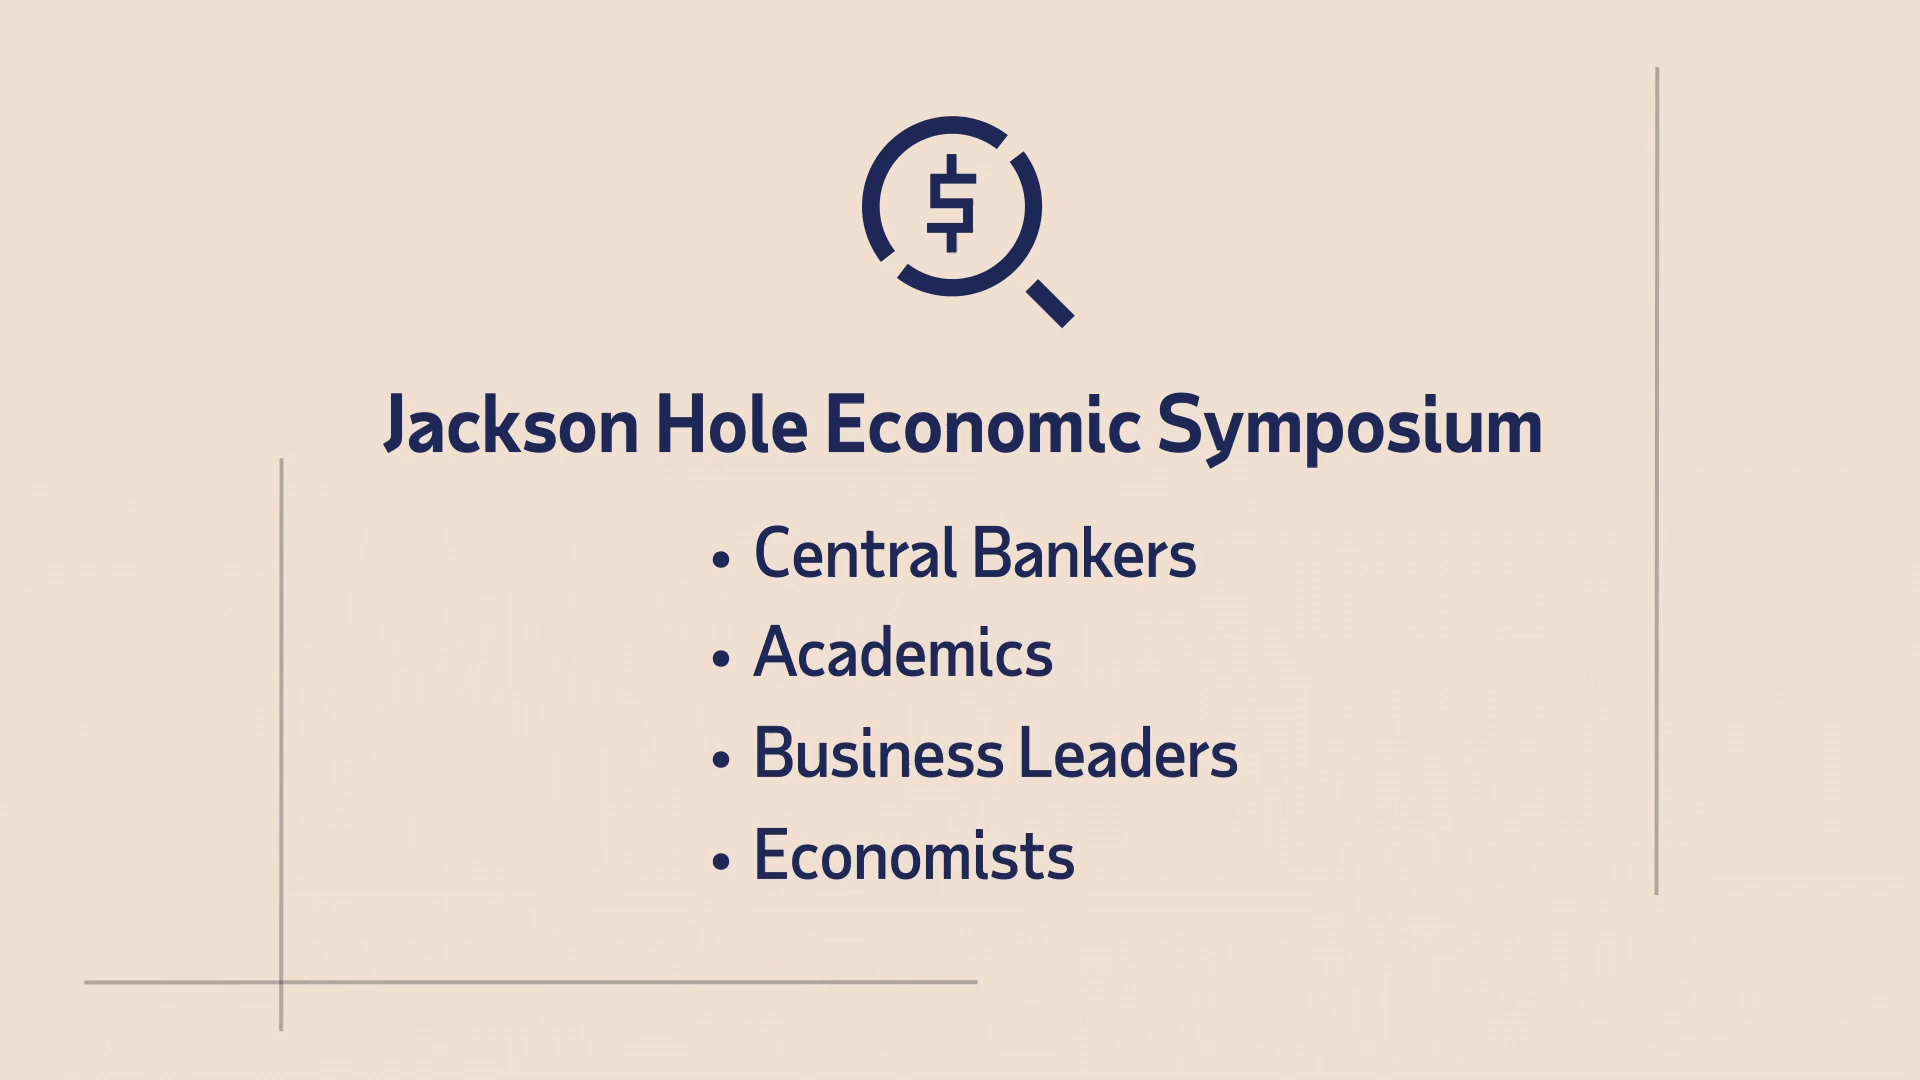 $
Jackson Hole Economic Symposium
• Central Bankers
• Academics
• Business Leaders
• Economists